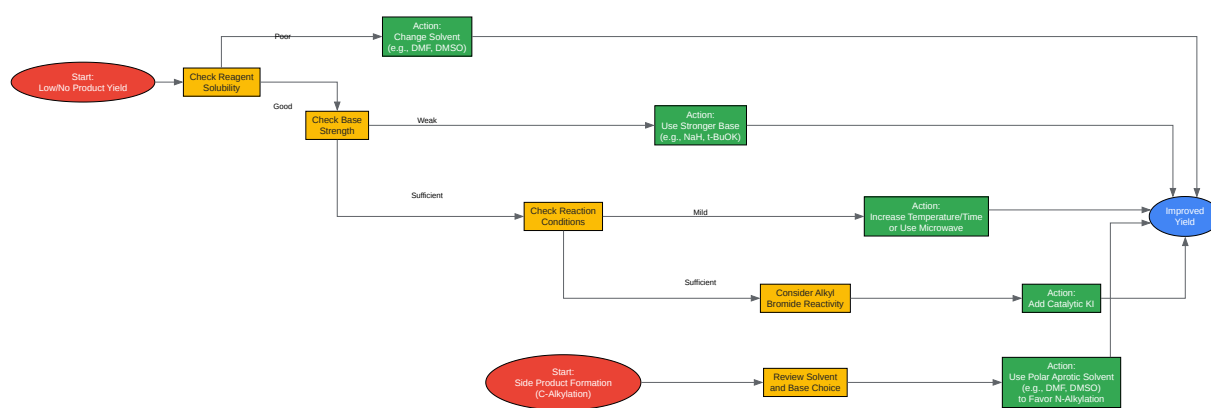 Action:
Change Solvent
(e.g., DMF, DMSO)
Poor
Start:
Low/No Product Yield
Check Reagent
Solubility
Good
Check Base
Strength
Weak
Action:
Use Stronger Base
(e.g., NaH, t-BuOK)
Sufficient
Check Reaction
Conditions
Mild
Action:
Increase Temperature/Time
or Use Microwave
Improved
Yield
Sufficient
Consider Alkyl
Bromide Reactivity
Action:
Add Catalytic KI
Start:
Side Product Formation
(C-Alkylation)
Review Solvent
and Base Choice
Action:
Use Polar Aprotic Solvent
(e.g., DMF, DMSO)
to Favor N-Alkylation